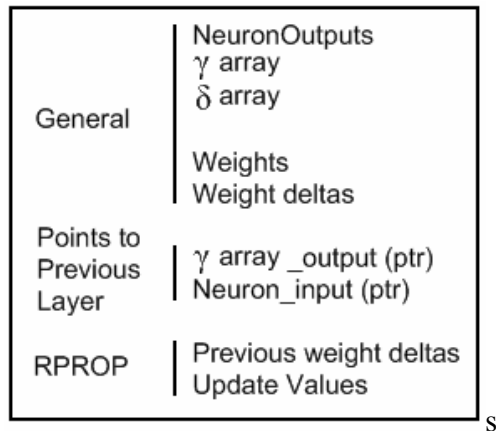 General
NeuronOutputs
γ array
δ array
Weights
Weight deltas
Points to
Previous
Layer
γ array _output (ptr)
Neuron_input (ptr)
RPROP
Previous weight deltas
Update Values
s